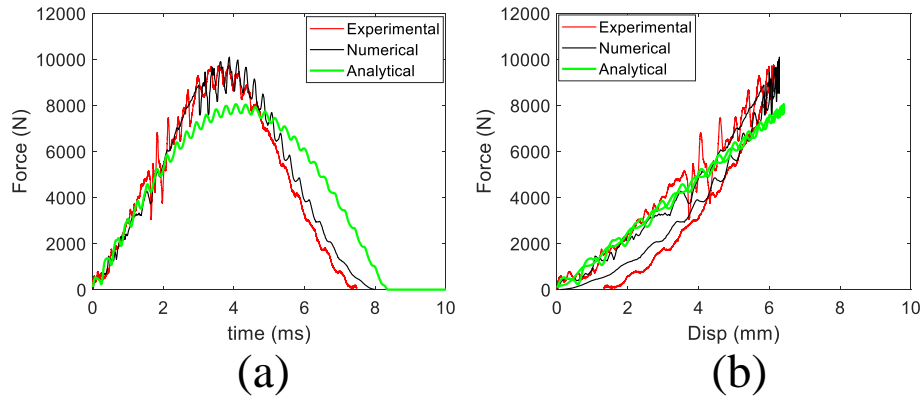 12000
10000
8000
6000
4000
2000
0
Force (N)
0 2 4 6 8 10
time (ms)
Experimental
Numerical
Analytical
(a)
12000
10000
8000
6000
4000
2000
0
Force (N)
0 2 4 6 8 10
Disp (mm)
Experimental
Numerical
Analytical
(b)